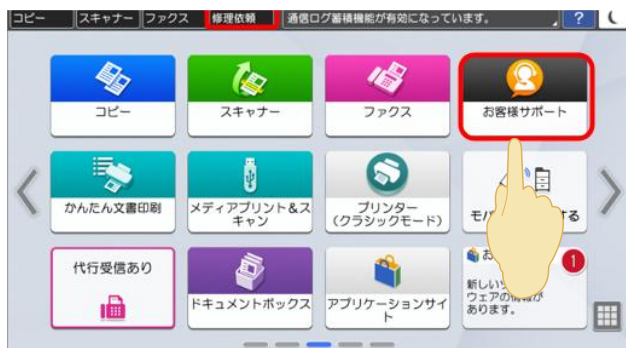 コピー スキャナー ファクス 修理依頼 通信ログ蓄積機能が有効になっています。 ?
コピー
スキャナー
ファクス
お客様サポート
かんたん文書印刷
メディアプリント&ス
キャン
プリンター
(クラシックモード)
モバ
する
代行受信あり
ドキュメントボックス
アプリケーションサイ
ト
お
1
新しい
ウェアの情報が
あります。